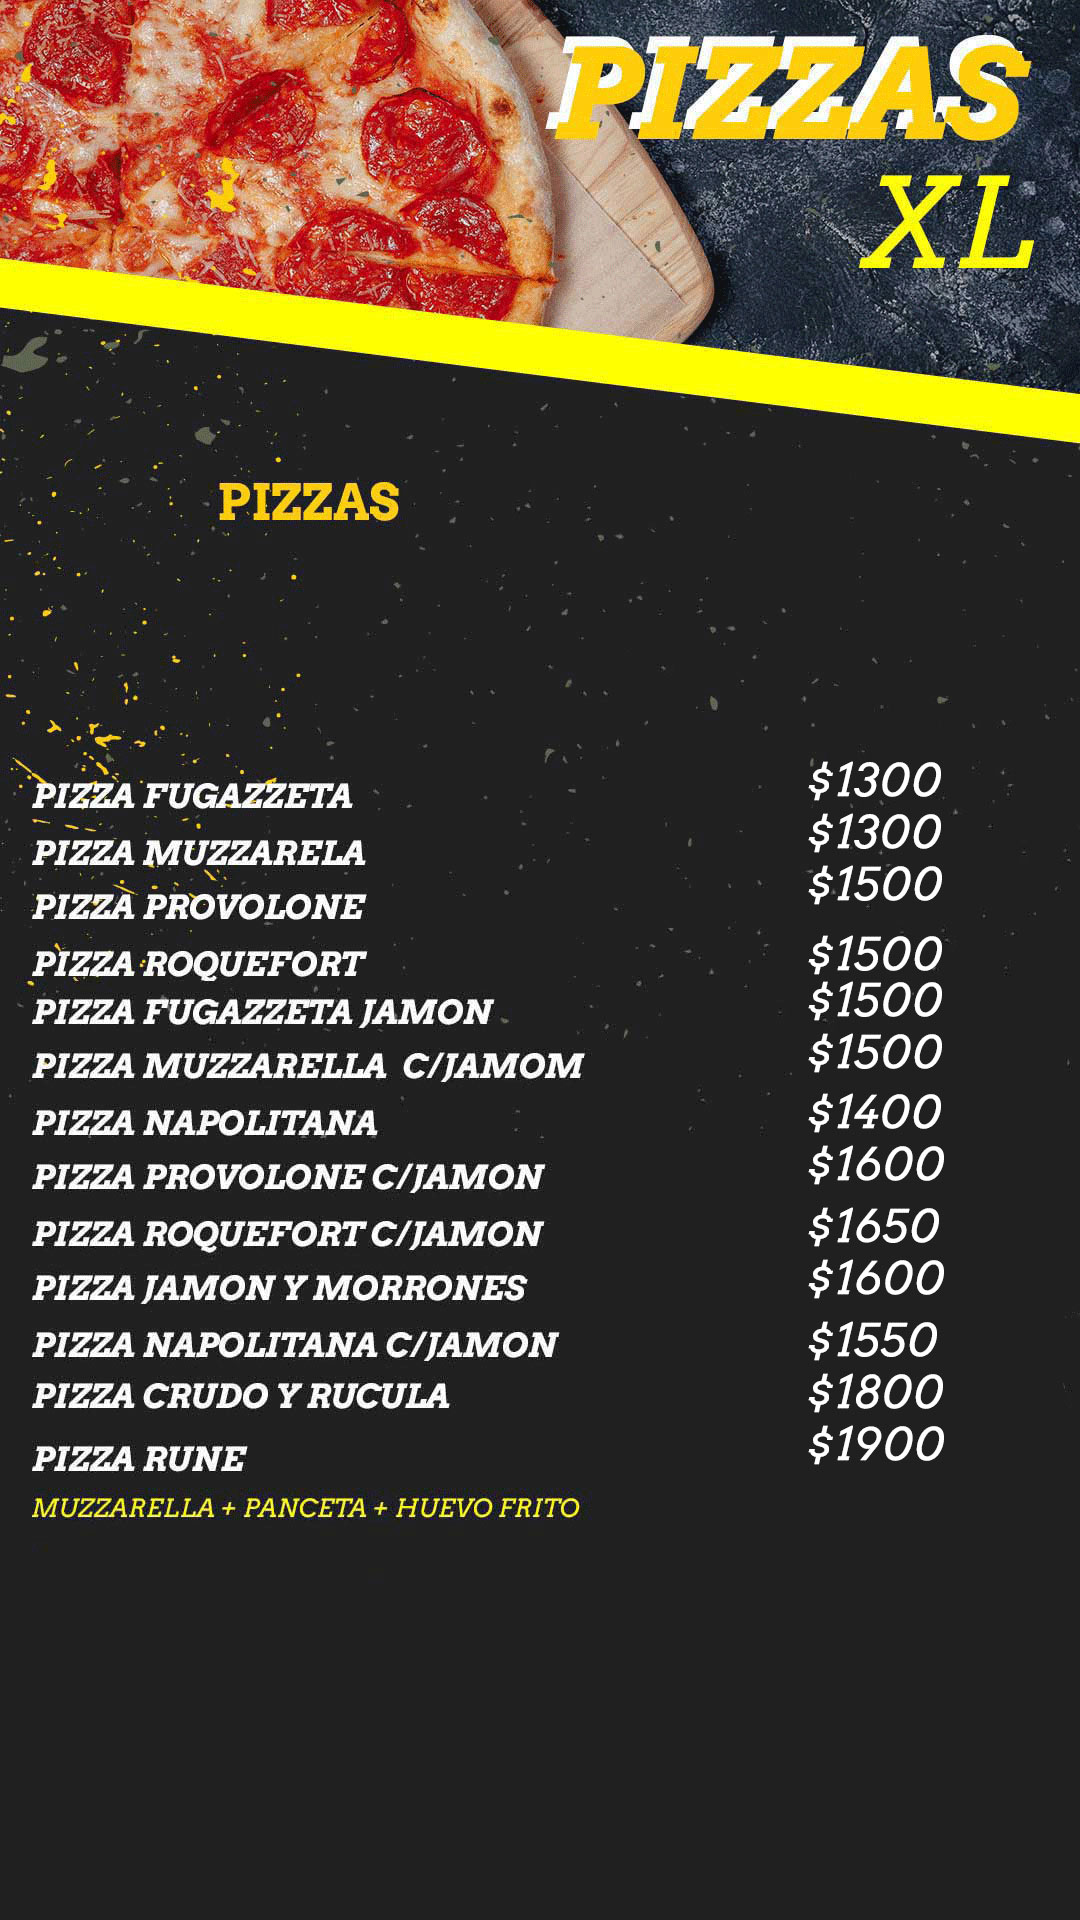 PIZZAS
XL
PIZZAS
PIZZA FUGAZZETA $1300
PIZZA MUZZARELA $1300
PIZZA PROVOLONE $1500
PIZZA ROQUEFORT $1500
PIZZA FUGAZZETA JAMON $1500
PIZZA MUZZARELLA C/JAMOM $1500
PIZZA NAPOLITANA $1400
PIZZA PROVOLONE C/JAMON $1600
PIZZA ROQUEFORT C/JAMON $1650
PIZZA JAMON Y MORRONES $1600
PIZZA NAPOLITANA C/JAMON $1550
PIZZA CRUDO Y RUCULA $1800
PIZZA RUNE $1900
MUZZARELLA + PANCETA + HUEVO FRITO